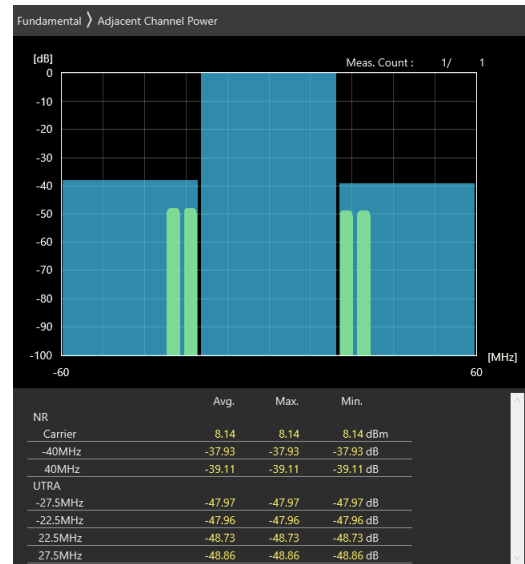 Fundamental 〉 Adjacent Channel Power
[dB]
Meas. Count : 1/ 1
0
-10
-20
-30
-40
-50
-60
-70
-80
-90
-100
[MHz]
-60 60
Avg. Max. Min.
NR
Carrier 8.14 8.14 8.14 dBm
-40MHz -37.93 -37.93 -37.93 dB
40MHz -39.11 -39.11 -39.11 dB
UTRA
-27.5MHz -47.97 -47.97 -47.97 dB
-22.5MHz -47.96 -47.96 -47.96 dB
22.5MHz -48.73 -48.73 -48.73 dB
27.5MHz -48.86 -48.86 -48.86 dB